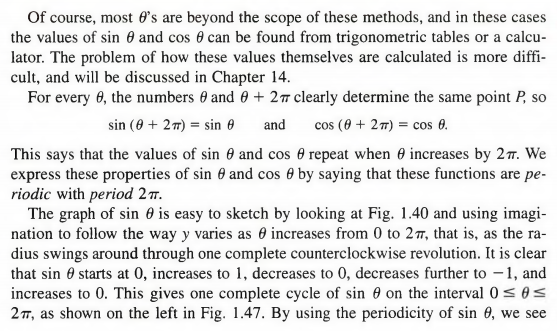 Of course, most θ's are beyond the scope of these methods, and in these cases
the values of sin θ and cos θ can be found from trigonometric tables or a calcu-
lator. The problem of how these values themselves are calculated is more diffi-
cult, and will be discussed in Chapter 14.
For every θ, the numbers θ and θ + 2π clearly determine the same point P, so
sin (θ + 2π) = sin θ and cos (θ + 2π) = cos θ.
This says that the values of sin θ and cos θ repeat when θ increases by 2π. We
express these properties of sin θ and cos θ by saying that these functions are pe-
riodic with period 2π.
The graph of sin θ is easy to sketch by looking at Fig. 1.40 and using imagi-
nation to follow the way y varies as θ increases from 0 to 2π, that is, as the ra-
dius swings around through one complete counterclockwise revolution. It is clear
that sin θ starts at 0, increases to 1, decreases to 0, decreases further to −1, and
increases to 0. This gives one complete cycle of sin θ on the interval 0 ≤ θ ≤
2π, as shown on the left in Fig. 1.47. By using the periodicity of sin θ, we see